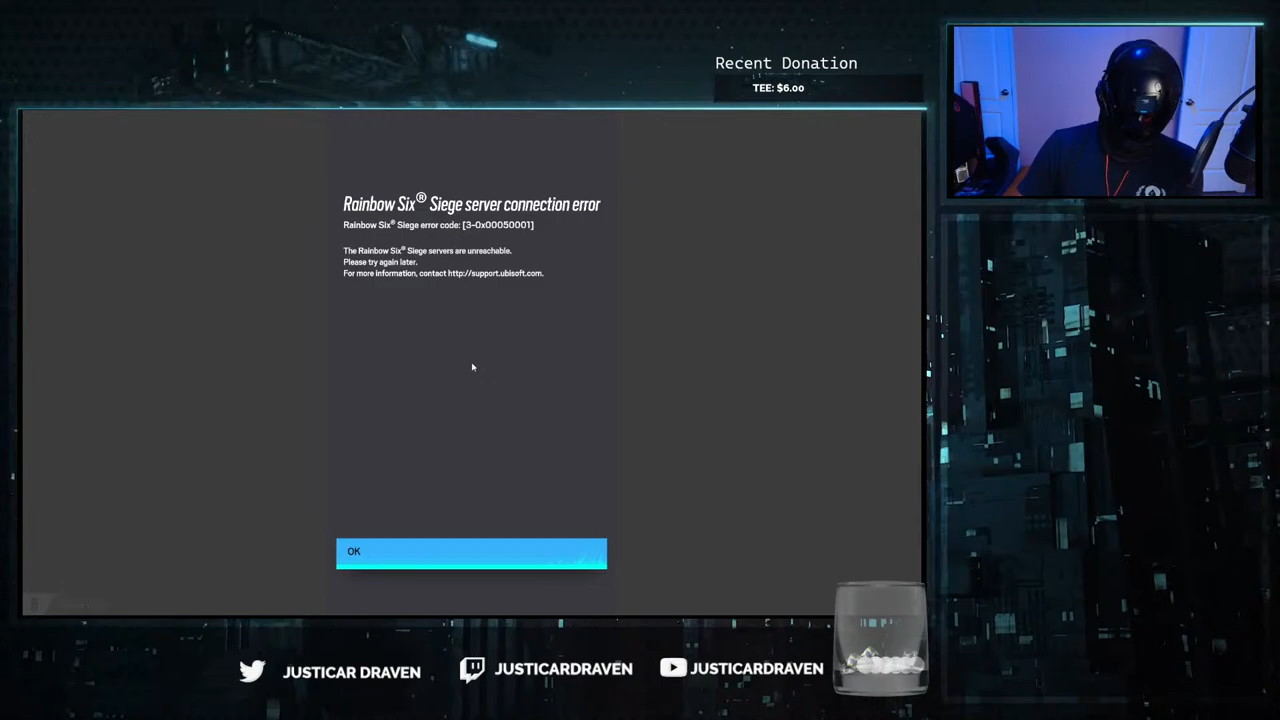 Recent Donation
TEE: $6.00
Rainbow Six® Siege server connection error
Rainbow Six® Siege error code: [3-0x00050001]
The Rainbow Six® Siege servers are unreachable.
Please try again later.
For more information, contact http://support.ubisoft.com.
OK
JUSTICAR DRAVEN
JUSTICARDRAVEN
JUSTICARDRAVEN